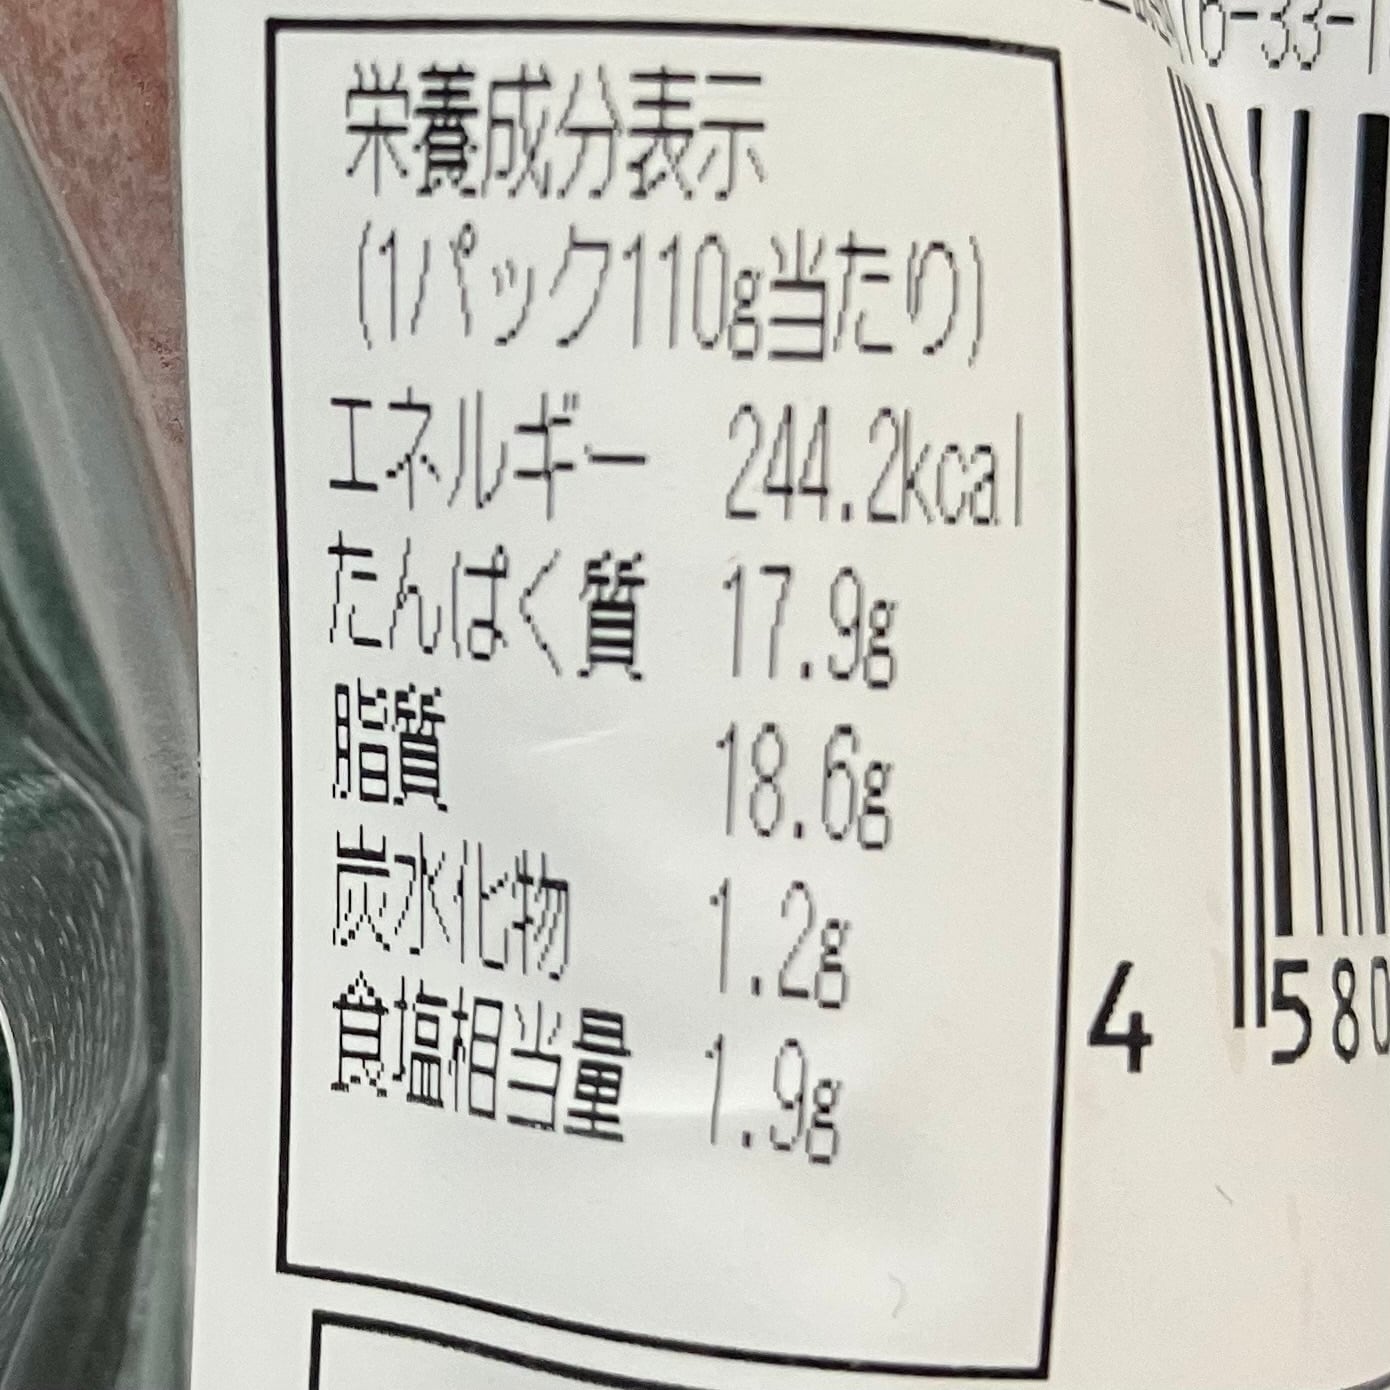 栄養成分表示
(1パック110g当たり)
エネルギー 244.2kcal
たんぱく質 17.9g
脂質 18.6g
炭水化物 1.2g
食塩相当量 1.9g
4 580